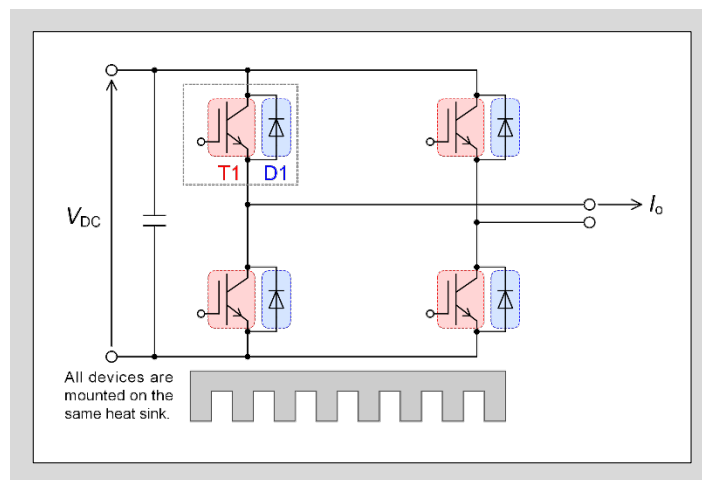 T1 D1
V_DC
I_o
All devices are
mounted on the
same heat sink.